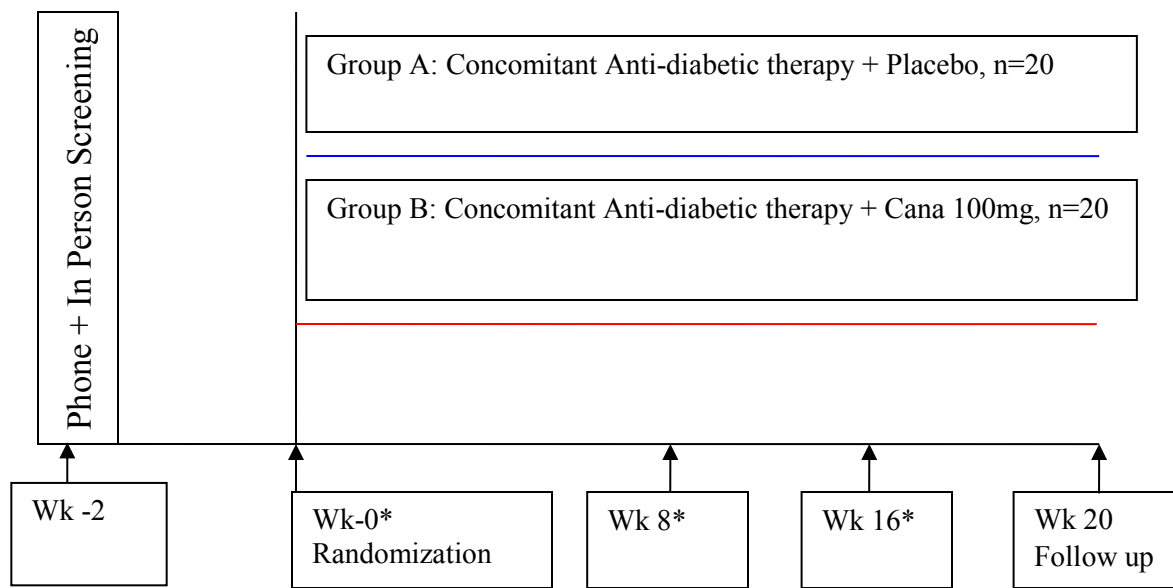 Phone + In Person Screening
Group A: Concomitant Anti-diabetic therapy + Placebo, n=20
Group B: Concomitant Anti-diabetic therapy + Cana 100mg, n=20
Wk -2
Wk-0*
Randomization
Wk 8*
Wk 16*
Wk 20
Follow up